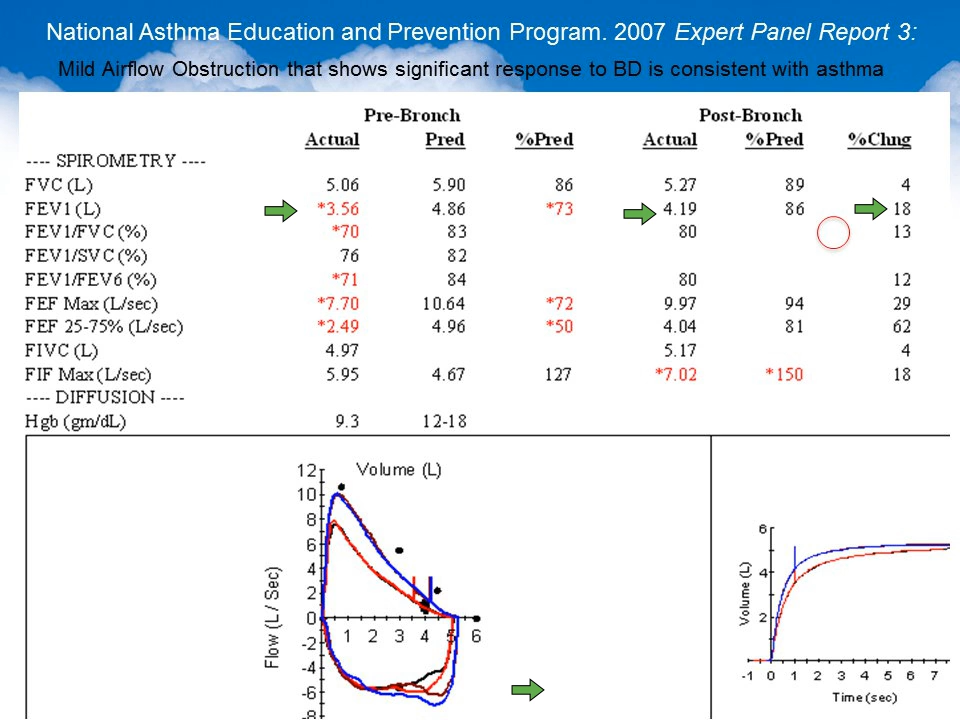 National Asthma Education and Prevention Program. 2007 Expert Panel Report 3:
Mild Airflow Obstruction that shows significant response to BD is consistent with asthma
Pre-Bronch Post-Bronch
Actual Pred %Pred Actual %Pred %Chng
---- SPIROMETRY ----
FVC (L) 5.06 5.90 86 5.27 89 4
FEV1 (L) *3.56 4.86 *73 4.19 86 18
FEV1/FVC (%) *70 83 80 13
FEV1/SVC (%) 76 82
FEV1/FEV6 (%) *71 84 80 12
FEF Max (L/sec) *7.70 10.64 *72 9.97 94 29
FEF 25-75% (L/sec) *2.49 4.96 *50 4.04 81 62
FIVC (L) 4.97 5.17 4
FIF Max (L/sec) 5.95 4.67 127 *7.02 *150 18
---- DIFFUSION ----
Hgb (gm/dL) 9.3 12-18
Volume (L)
12
10
8
6
4
2
0
-2
-4
-6
-8
1 2 3 4 5 6
Flow (L / Sec)
6
4
2
Volume (L)
-1 0 1 2 3 4 5 6 7
Time (sec)